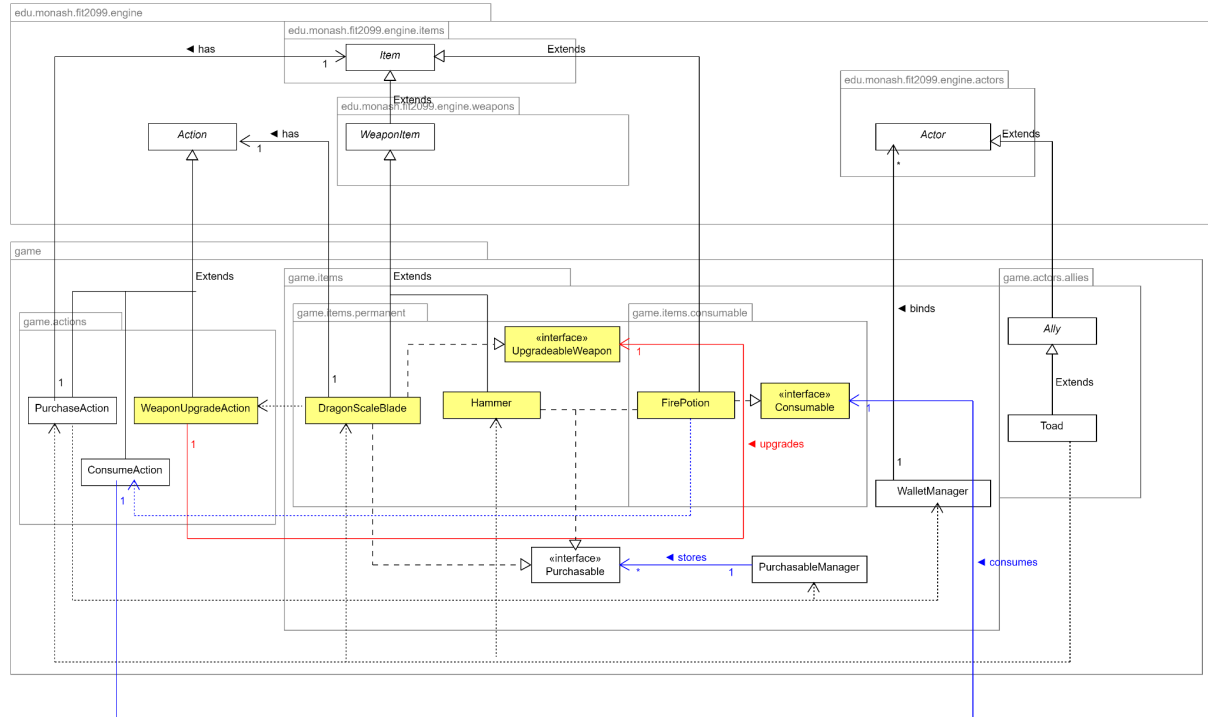 edu.monash.fit2099.engine
edu.monash.fit2099.engine.items
◄ has
Item
Extends
1
edu.monash.fit2099.engine.actors
Extends
edu.monash.fit2099.engine.weapons
Action
◄ has
1
WeaponItem
Actor
Extends
*
game
Extends
game.items
Extends
game.actors.allies
game.actions
game.items.permanent
game.items.consumable
◄ binds
«interface»
UpgradeableWeapon
1
Ally
1
1
Extends
PurchaseAction
WeaponUpgradeAction
DragonScaleBlade
Hammer
FirePotion
«interface»
Consumable
1
Toad
1
◄ upgrades
1
ConsumeAction
1
WalletManager
«interface»
Purchasable
◄ stores
*
1
PurchasableManager
◄ consumes